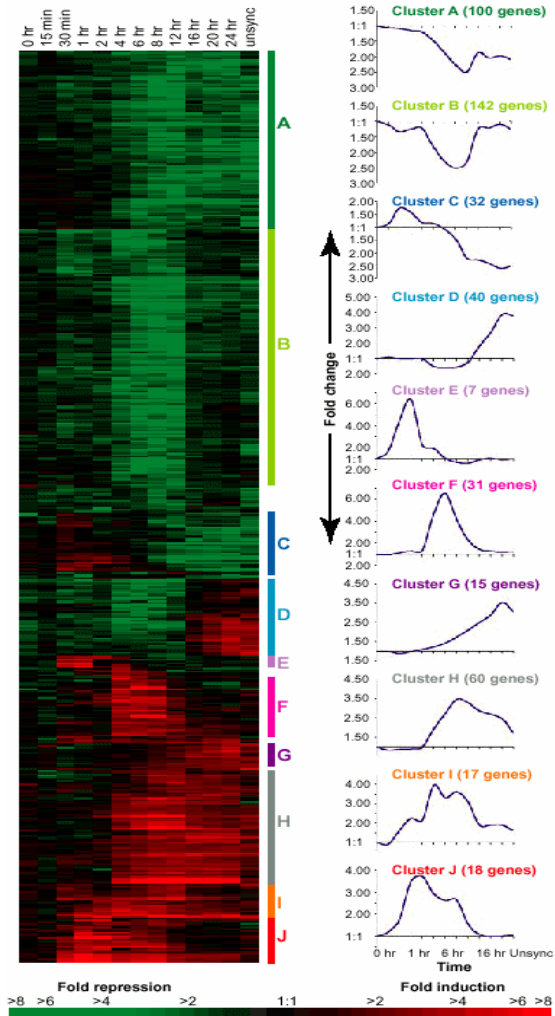 0 hr
15 min
30 min
1 hr
2 hr
4 hr
6 hr
8 hr
12 hr
16 hr
20 hr
24 hr
unsync
A
B
C
D
E
F
G
H
I
J
Fold change
Cluster A (100 genes)
1.50
1:1
1.50
2.00
2.50
3.00
Cluster B (142 genes)
1.50
1:1
1.50
2.00
2.50
3.00
Cluster C (32 genes)
2.00
1.50
1:1
1.50
2.00
2.50
3.00
Cluster D (40 genes)
5.00
4.00
3.00
2.00
1:1
2.00
Cluster E (7 genes)
6.00
2.00
1:1
2.00
Cluster F (31 genes)
6.00
4.00
2.00
1:1
Cluster G (15 genes)
4.50
3.50
2.50
1.50
1.50
Cluster H (60 genes)
4.50
3.50
2.50
1.50
Cluster I (17 genes)
4.00
3.00
2.00
1:1
Cluster J (18 genes)
4.00
3.00
2.00
1:1
0 hr 1 hr 6 hr 16 hr Unsync
Time
Fold repression Fold induction
>8 >6 >4 >2 1:1 >2 >4 >6 >8